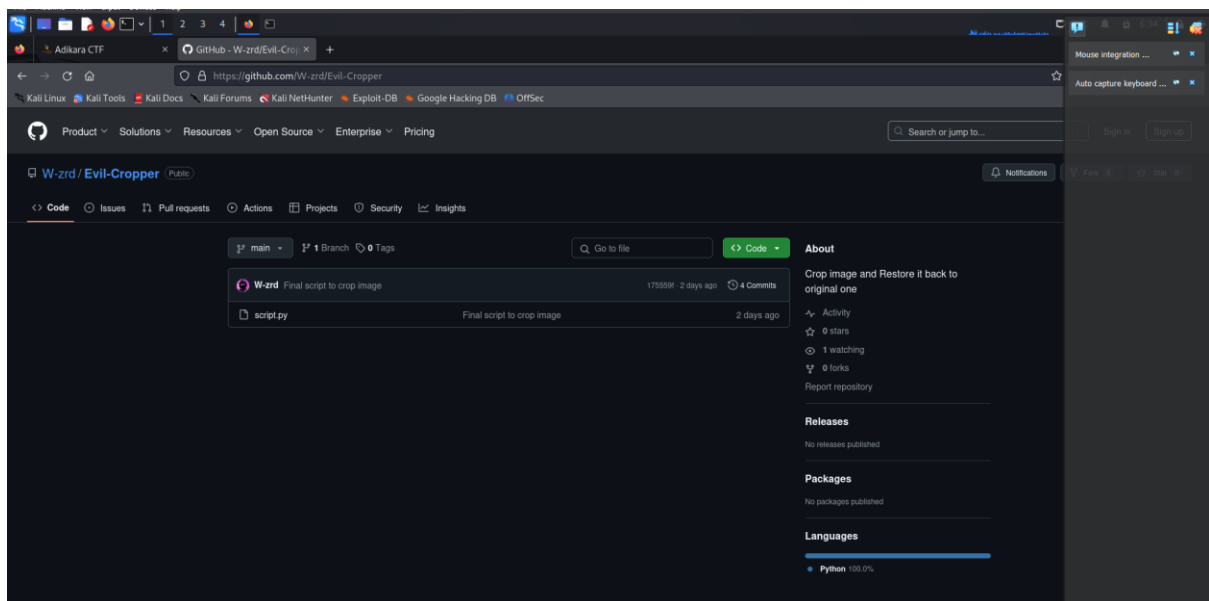 1 2 3 4
Adikara CTF × GitHub - W-zrd/Evil-Crop × +
https://github.com/W-zrd/Evil-Cropper
Mouse integration ...
Auto capture keyboard ...
Kali Linux Kali Tools Kali Docs Kali Forums Kali NetHunter Exploit-DB Google Hacking DB OffSec
Product Solutions Resources Open Source Enterprise Pricing Search or jump to... Sign in Sign up
W-zrd / Evil-Cropper Public Notifications Fork 0 Star 0
Code Issues Pull requests Actions Projects Security Insights
main 1 Branch 0 Tags Go to file Code
W-zrd Final script to crop image 175559f · 2 days ago 4 Commits
script.py Final script to crop image 2 days ago
About
Crop image and Restore it back to
original one
Activity
0 stars
1 watching
0 forks
Report repository
Releases
No releases published
Packages
No packages published
Languages
Python 100.0%